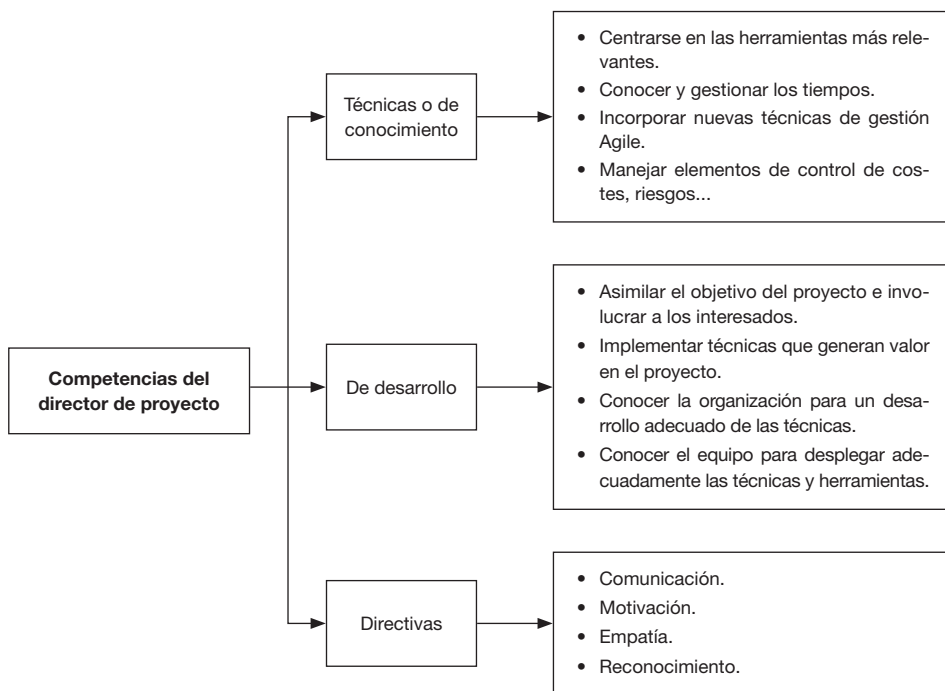 Competencias del
director de proyecto
Técnicas o de
conocimiento
• Centrarse en las herramientas más rele-
vantes.
• Conocer y gestionar los tiempos.
• Incorporar nuevas técnicas de gestión
Agile.
• Manejar elementos de control de cos-
tes, riesgos...
De desarrollo
• Asimilar el objetivo del proyecto e invo-
lucrar a los interesados.
• Implementar técnicas que generan valor
en el proyecto.
• Conocer la organización para un desa-
rrollo adecuado de las técnicas.
• Conocer el equipo para desplegar ade-
cuadamente las técnicas y herramientas.
Directivas
• Comunicación.
• Motivación.
• Empatía.
• Reconocimiento.